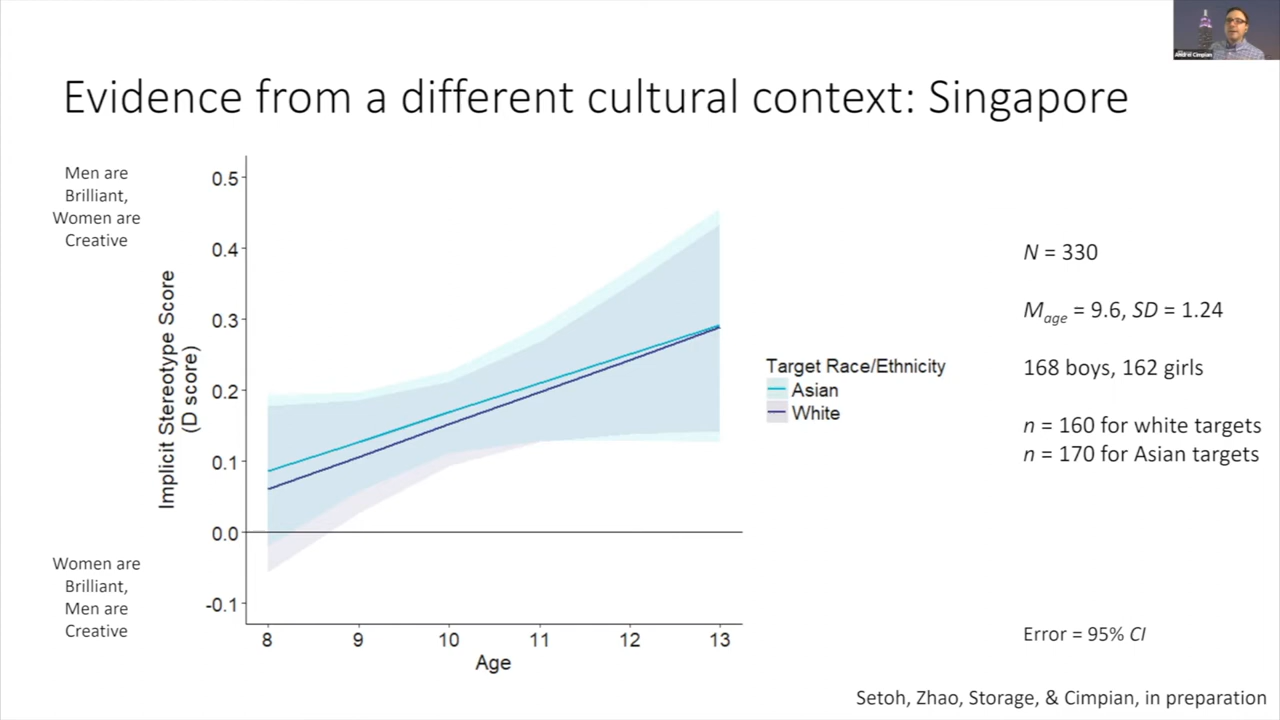 Andrei Cimpian
Evidence from a different cultural context: Singapore
Men are
Brilliant,
Women are
Creative
Women are
Brilliant,
Men are
Creative
Implicit Stereotype Score
(D score)
0.5
0.4
0.3
0.2
0.1
0.0
-0.1
8 9 10 11 12 13
Age
Target Race/Ethnicity
Asian
White
N = 330
Mage = 9.6, SD = 1.24
168 boys, 162 girls
n = 160 for white targets
n = 170 for Asian targets
Error = 95% CI
Setoh, Zhao, Storage, & Cimpian, in preparation